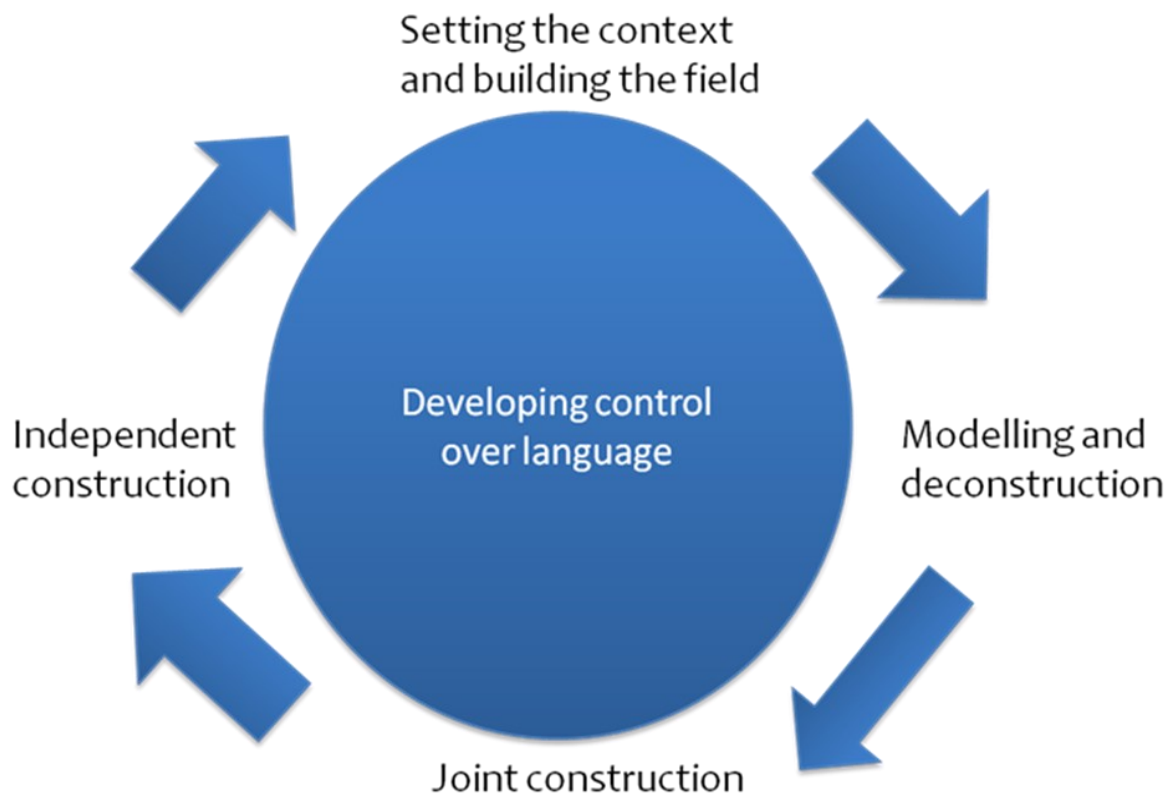 Setting the context
and building the field
Developing control
over language
Modelling and
deconstruction
Joint construction
Independent
construction